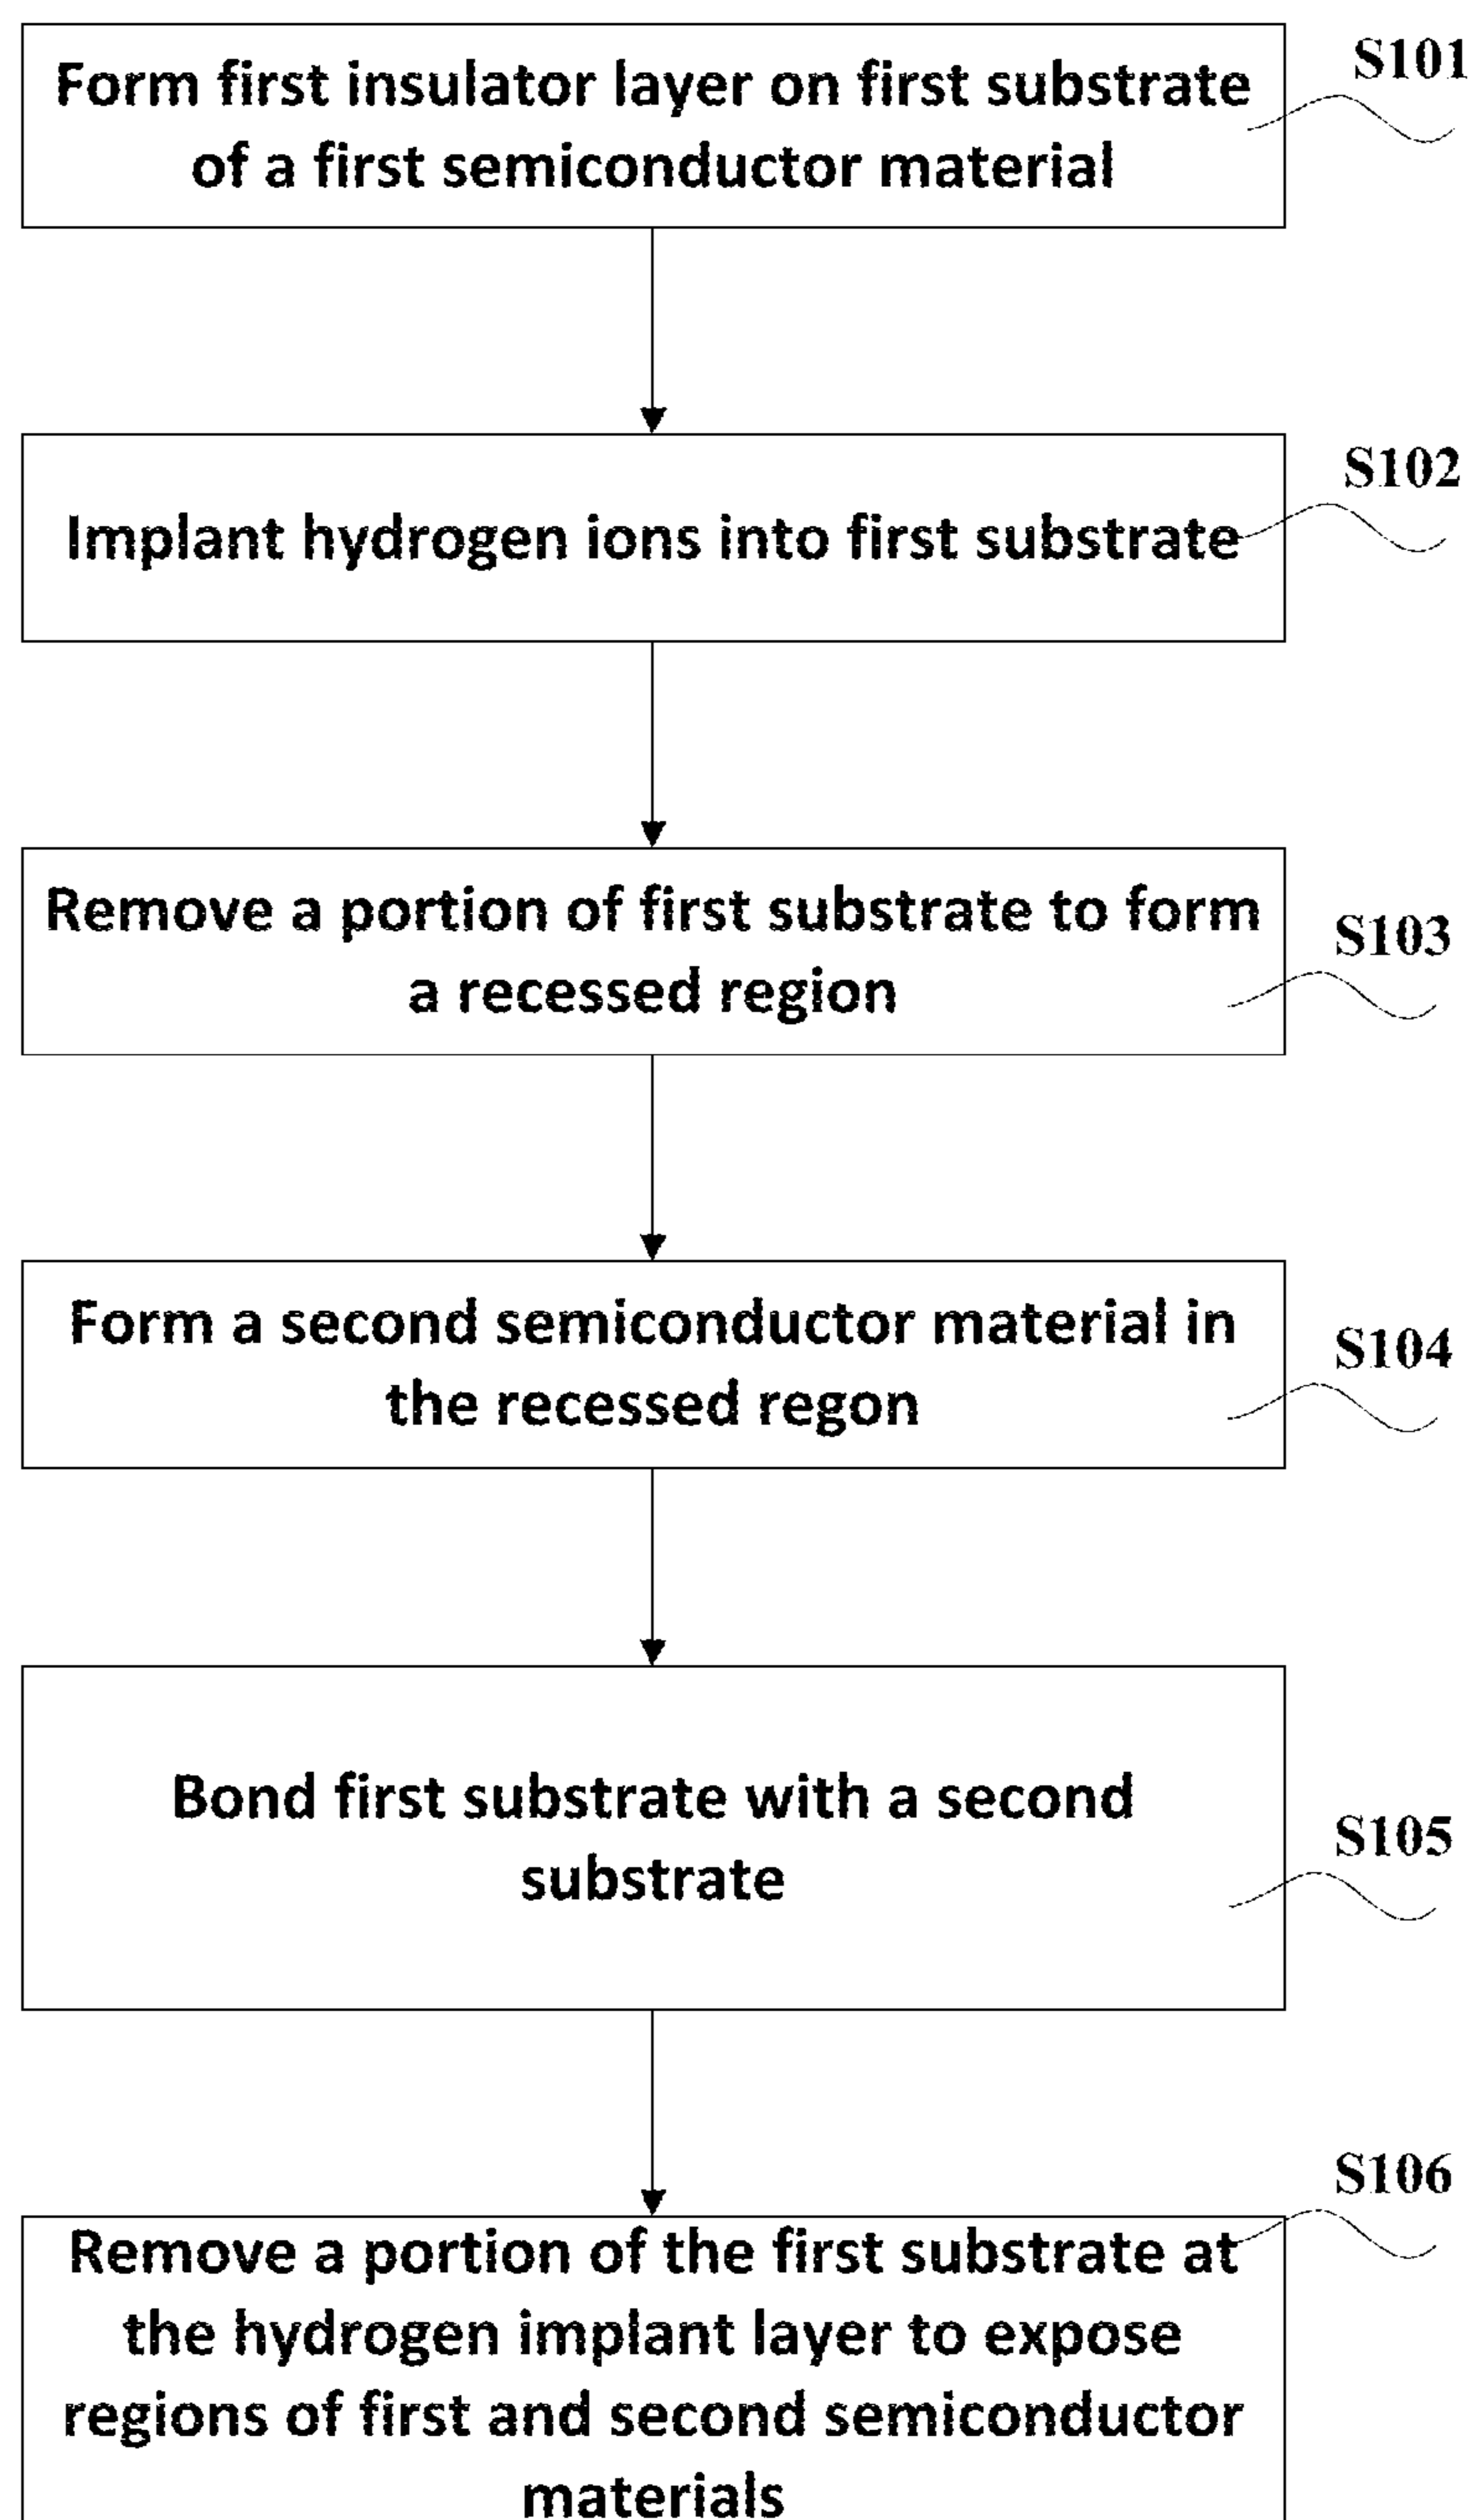 Form first insulator layer on first substrate
of a first semiconductor material
S101
Implant hydrogen ions into first substrate
S102
Remove a portion of first substrate to form
a recessed region
S103
Form a second semiconductor material in
the recessed regon
S104
Bond first substrate with a second
substrate
S105
Remove a portion of the first substrate at
the hydrogen implant layer to expose
regions of first and second semiconductor
materials
S106